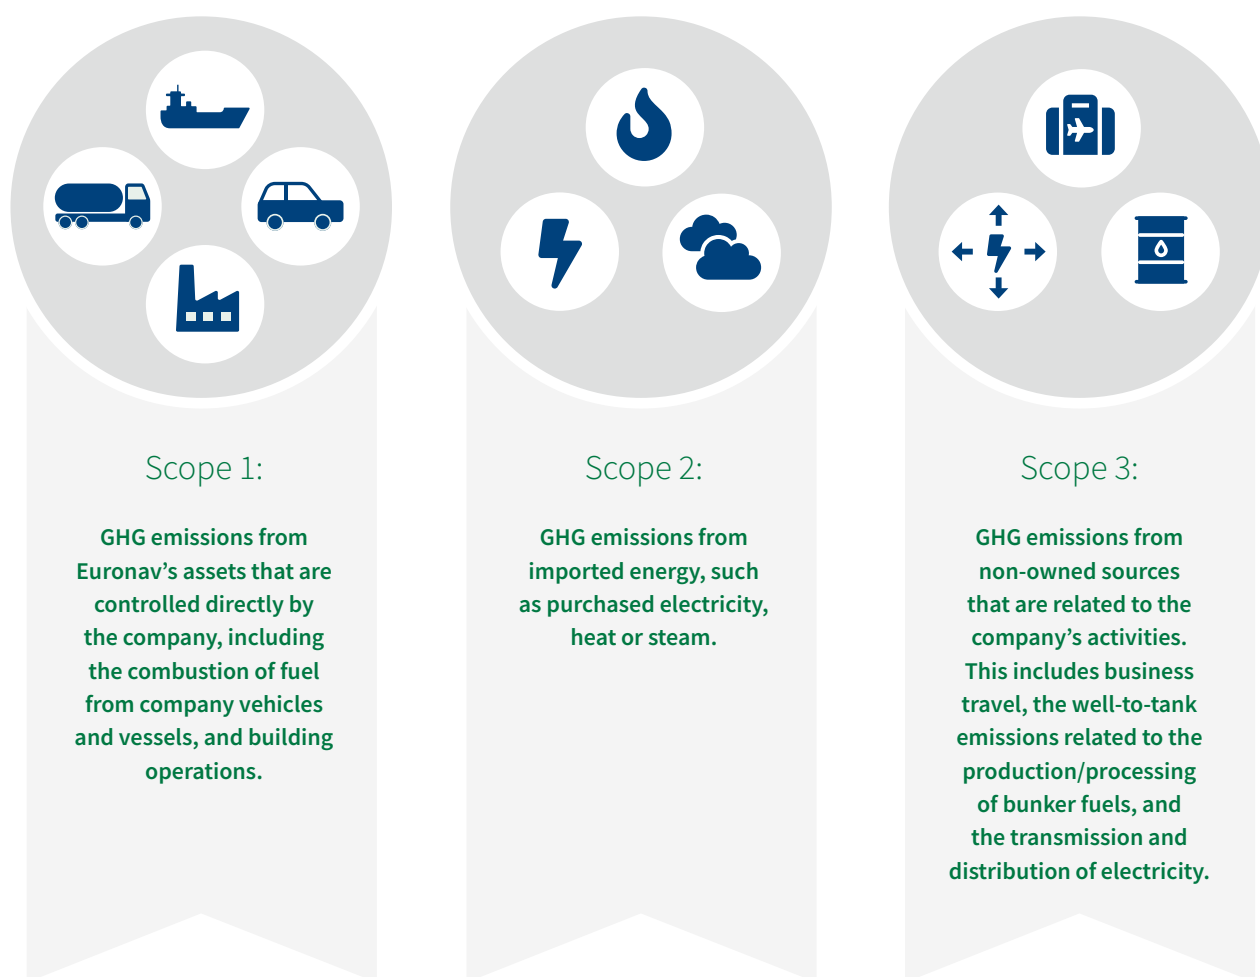 Scope 1:
GHG emissions from
Euronav’s assets that are
controlled directly by
the company, including
the combustion of fuel
from company vehicles
and vessels, and building
operations.
Scope 2:
GHG emissions from
imported energy, such
as purchased electricity,
heat or steam.
Scope 3:
GHG emissions from
non-owned sources
that are related to the
company’s activities.
This includes business
travel, the well-to-tank
emissions related to the
production/processing
of bunker fuels, and
the transmission and
distribution of electricity.